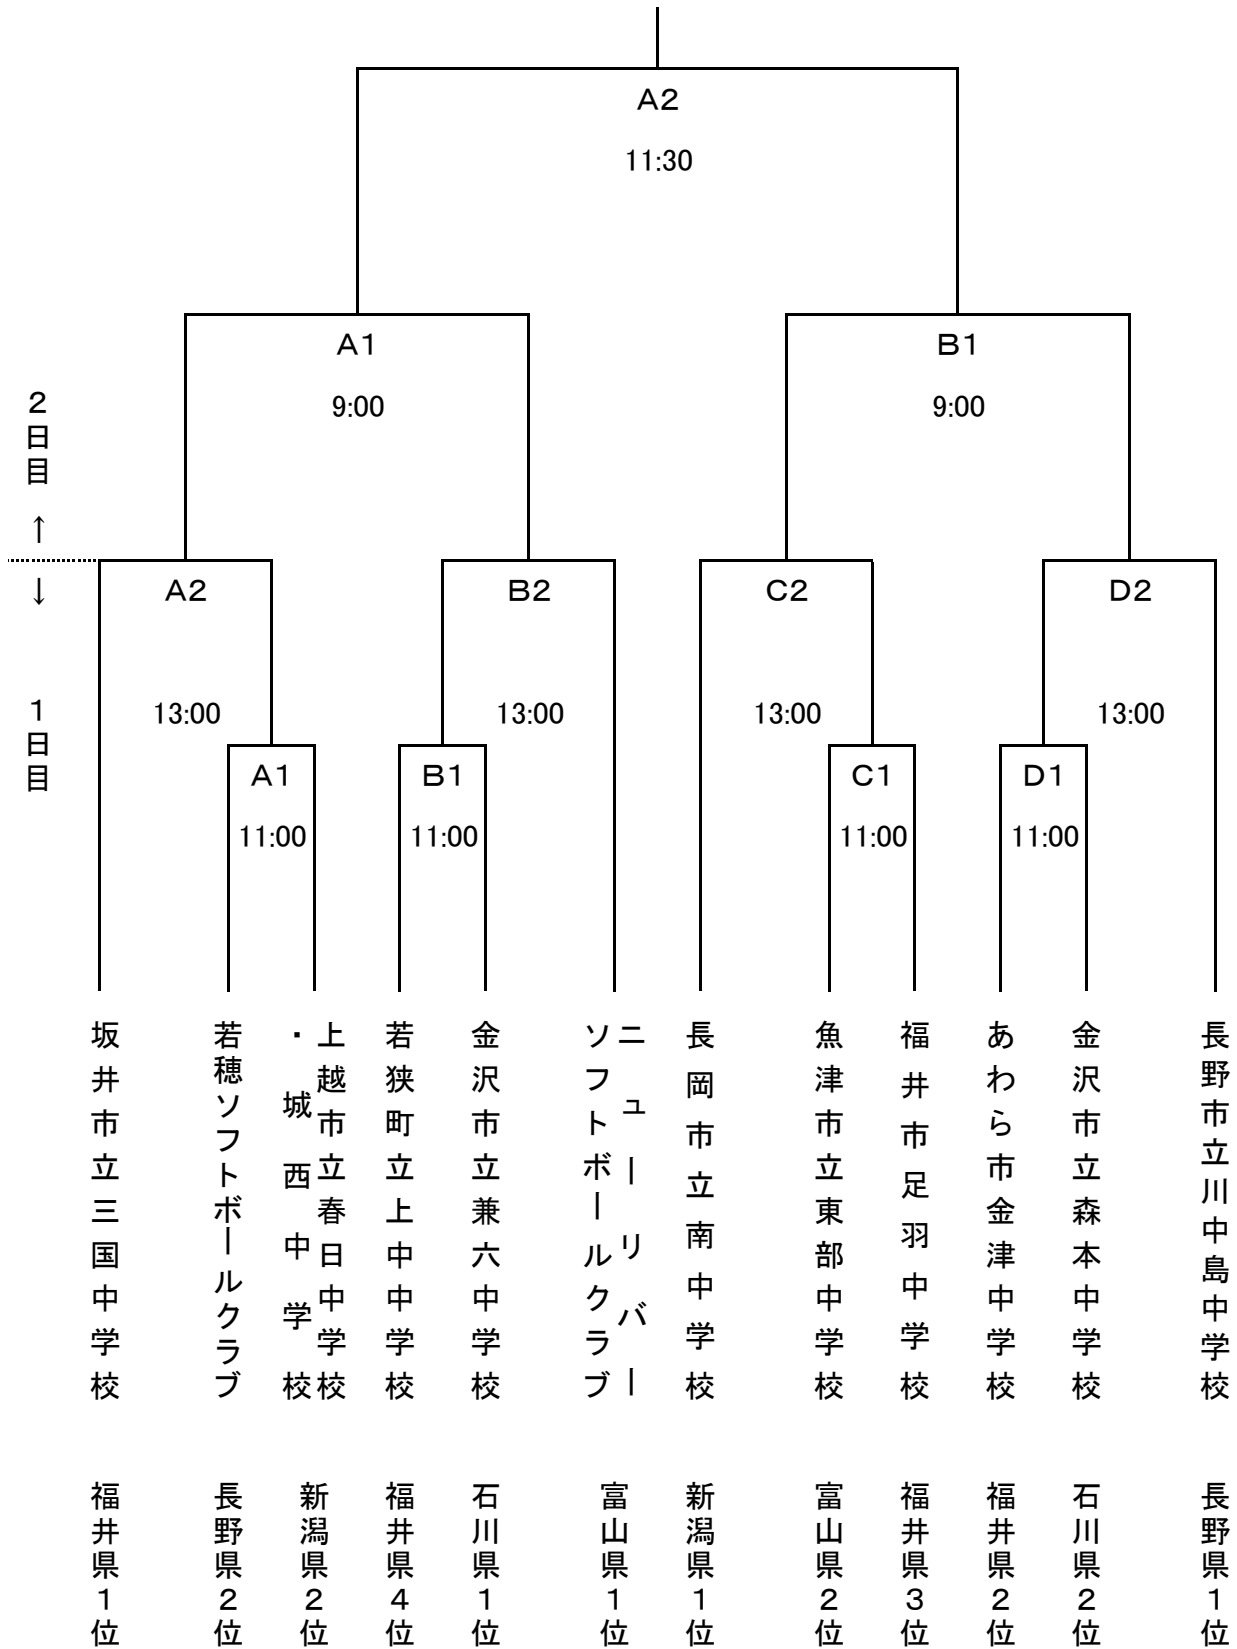 A2
11:30
A1
9:00
B1
9:00
2日目
↑
↓
1日目
A2
13:00
B2
13:00
C2
13:00
D2
13:00
A1
11:00
B1
11:00
C1
11:00
D1
11:00
坂井市立三国中学校
若穂ソフトボールクラブ
上越市立春日中学校
・城西中学校
若狭町立上中中学校
金沢市立兼六中学校
ニューリバー
ソフトボールクラブ
長岡市立南中学校
魚津市立東部中学校
福井市足羽中学校
あわら市金津中学校
金沢市立森本中学校
長野市立川中島中学校
福井県1位
長野県2位
新潟県2位
福井県4位
石川県1位
富山県1位
新潟県1位
富山県2位
福井県3位
福井県2位
石川県2位
長野県1位